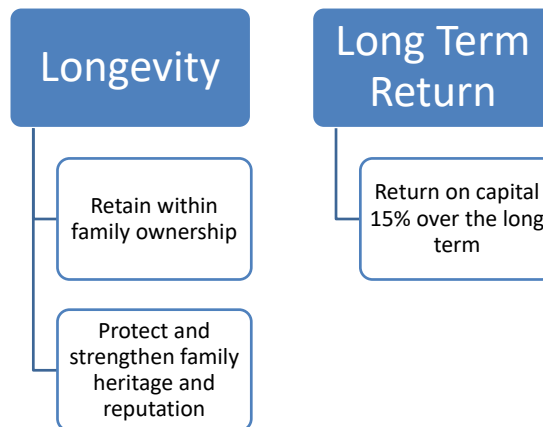 Longevity
Retain within
family ownership
Protect and
strengthen family
heritage and
reputation
Long Term
Return
Return on capital
15% over the long
term